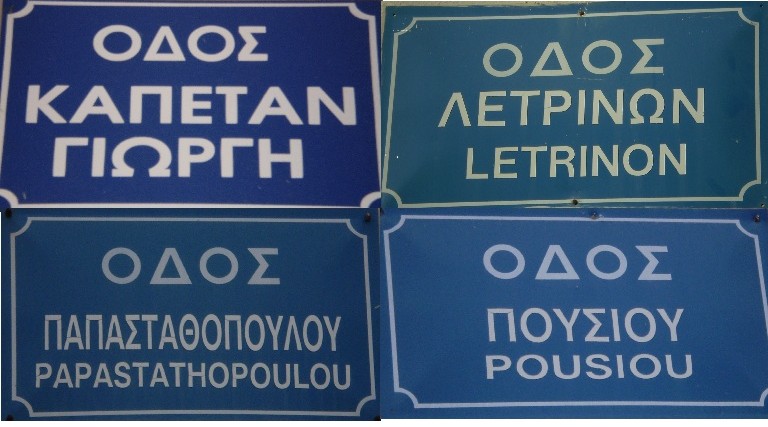 ΟΔΟΣ
ΚΑΠΕΤΑΝ
ΓΙΩΡΓΗ
ΟΔΟΣ
ΛΕΤΡΙΝΩΝ
LETRINON
ΟΔΟΣ
ΠΑΠΑΣΤΑΘΟΠΟΥΛΟΥ
PAPASTATHOPOULOU
ΟΔΟΣ
ΠΟΥΣΙΟΥ
POUSIOU